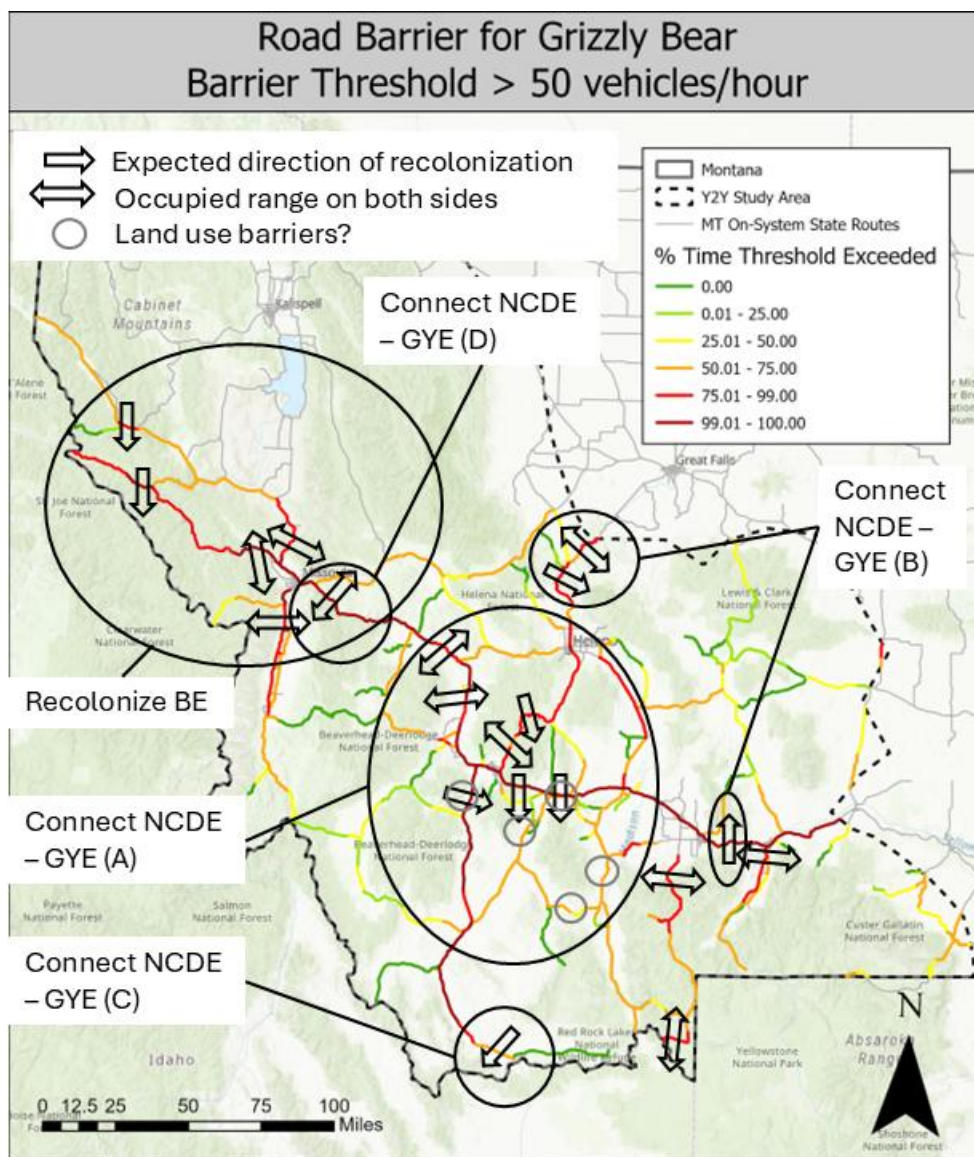 Road Barrier for Grizzly Bear
Barrier Threshold > 50 vehicles/hour
Expected direction of recolonization
Occupied range on both sides
Land use barriers?
Montana
Y2Y Study Area
MT On-System State Routes
% Time Threshold Exceeded
0.00
0.01 - 25.00
25.01 - 50.00
50.01 - 75.00
75.01 - 99.00
99.01 - 100.00
Cabinet
Mountains
Kalispell
Connect NCDE
– GYE (D)
Great Falls
Connect
NCDE –
GYE (B)
St. Joe National
Forest
Helena National
Lewis & Clark
National Forest
Clearwater
National Forest
Recolonize BE
Beaverhead-Deerlodge
National Forest
Connect NCDE
– GYE (A)
Beaverhead-Deerlodge
National Forest
Payette
National Forest
Salmon
National Forest
Custer Gallatin
National Forest
Connect NCDE
– GYE (C)
Red Rock Lakes
National
Idaho
Yellowstone
National Park
N
0 12.5 25 50 75 100
Miles
Shoshone
National Forest